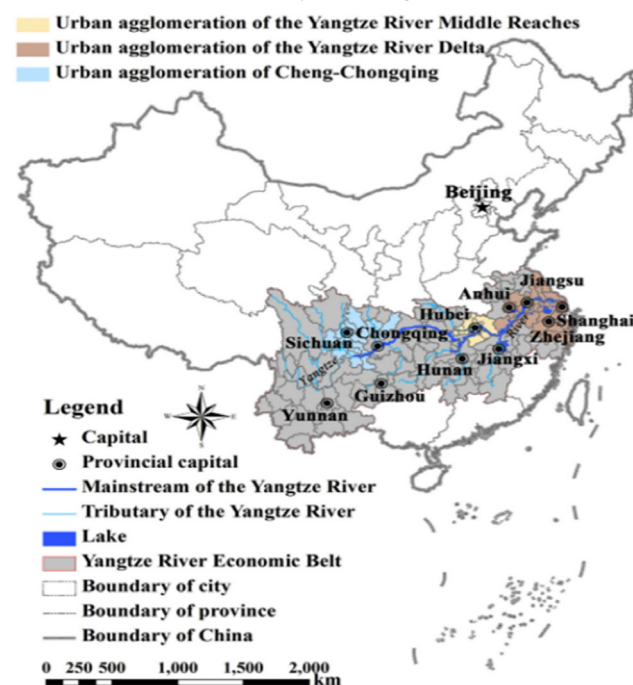 Urban agglomeration of the Yangtze River Middle Reaches
Urban agglomeration of the Yangtze River Delta
Urban agglomeration of Cheng-Chongqing
Beijing
Jiangsu
Anhui
Hubei
Shanghai
Chongqing
River
Zhejiang
Sichuan
Jiangxi
Yangtze
Hunan
Guizhou
Yunnan
Legend
N
W
E
S
Capital
Provincial capital
Mainstream of the Yangtze River
Tributary of the Yangtze River
Lake
Yangtze River Economic Belt
Boundary of city
Boundary of province
Boundary of China
0 250 500 1,000 1,500 2,000
km